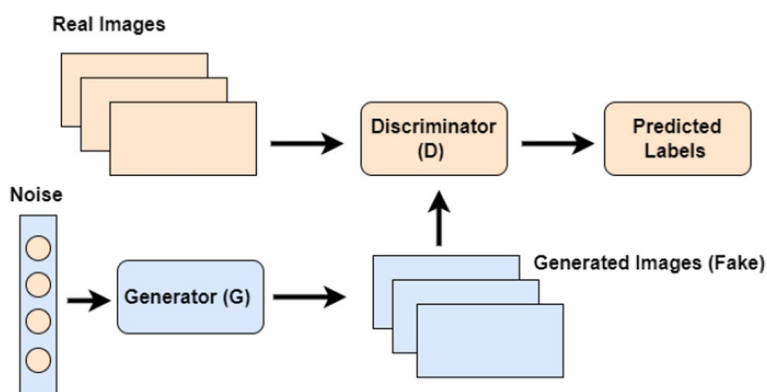 Real Images
Discriminator
(D)
Predicted
Labels
Noise
Generator (G)
Generated Images (Fake)